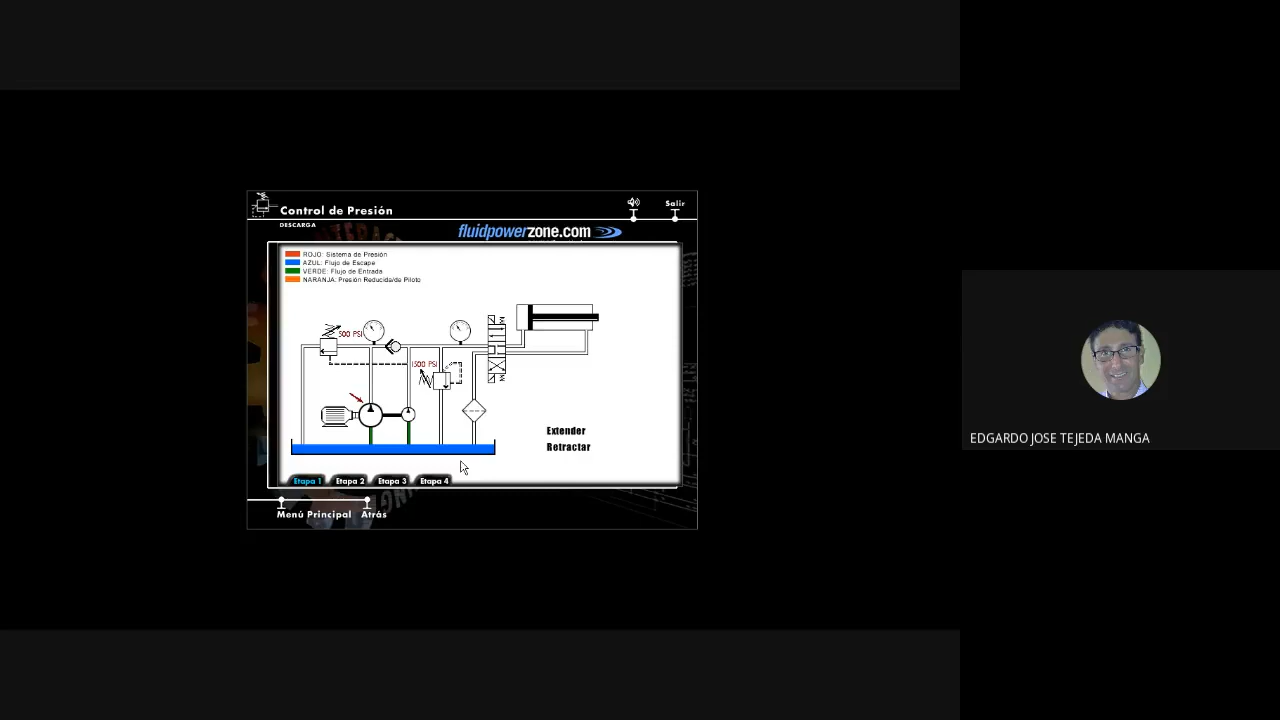 Control de Presión
Salir
DESCARGA
fluidpowerzone.com
ROJO: Sistema de Presión
AZUL: Flujo de Escape
VERDE: Flujo de Entrada
NARANJA: Presión Reducida/de Piloto
500 PSI
1500 PSI
Extender
Retractar
Etapa 1
Etapa 2
Etapa 3
Etapa 4
Menú Principal
Atrás
EDGARDO JOSE TEJEDA MANGA